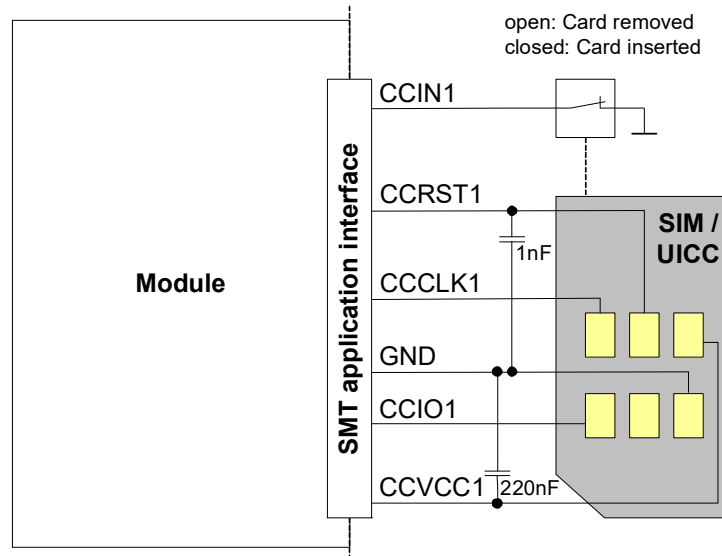 open: Card removed
closed: Card inserted
CCIN1
CCRST1
SIM /
UICC
1nF
Module
SMT application interface
CCCLK1
GND
CCIO1
CCVCC1
220nF